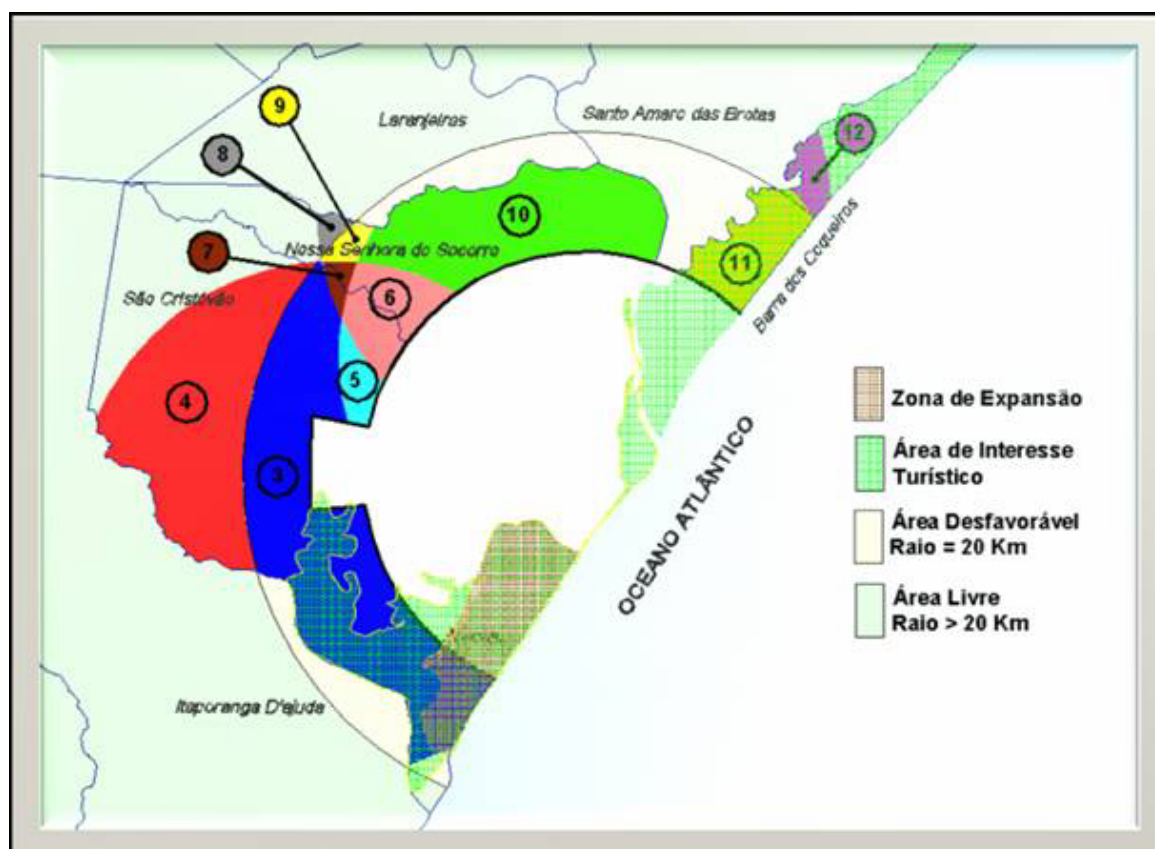 9
Laranjeiras
Santo Amaro das Brotas
8
12
10
7
Nossa Senhora do Socorro
11
São Cristóvão
6
Barra dos Coqueiros
5
4
Zona de Expansão
3
Área de Interesse
Turístico
OCEANO ATLÂNTICO
Área Desfavorável
Raio = 20 Km
Área Livre
Raio > 20 Km
Itaporanga D'ajuda